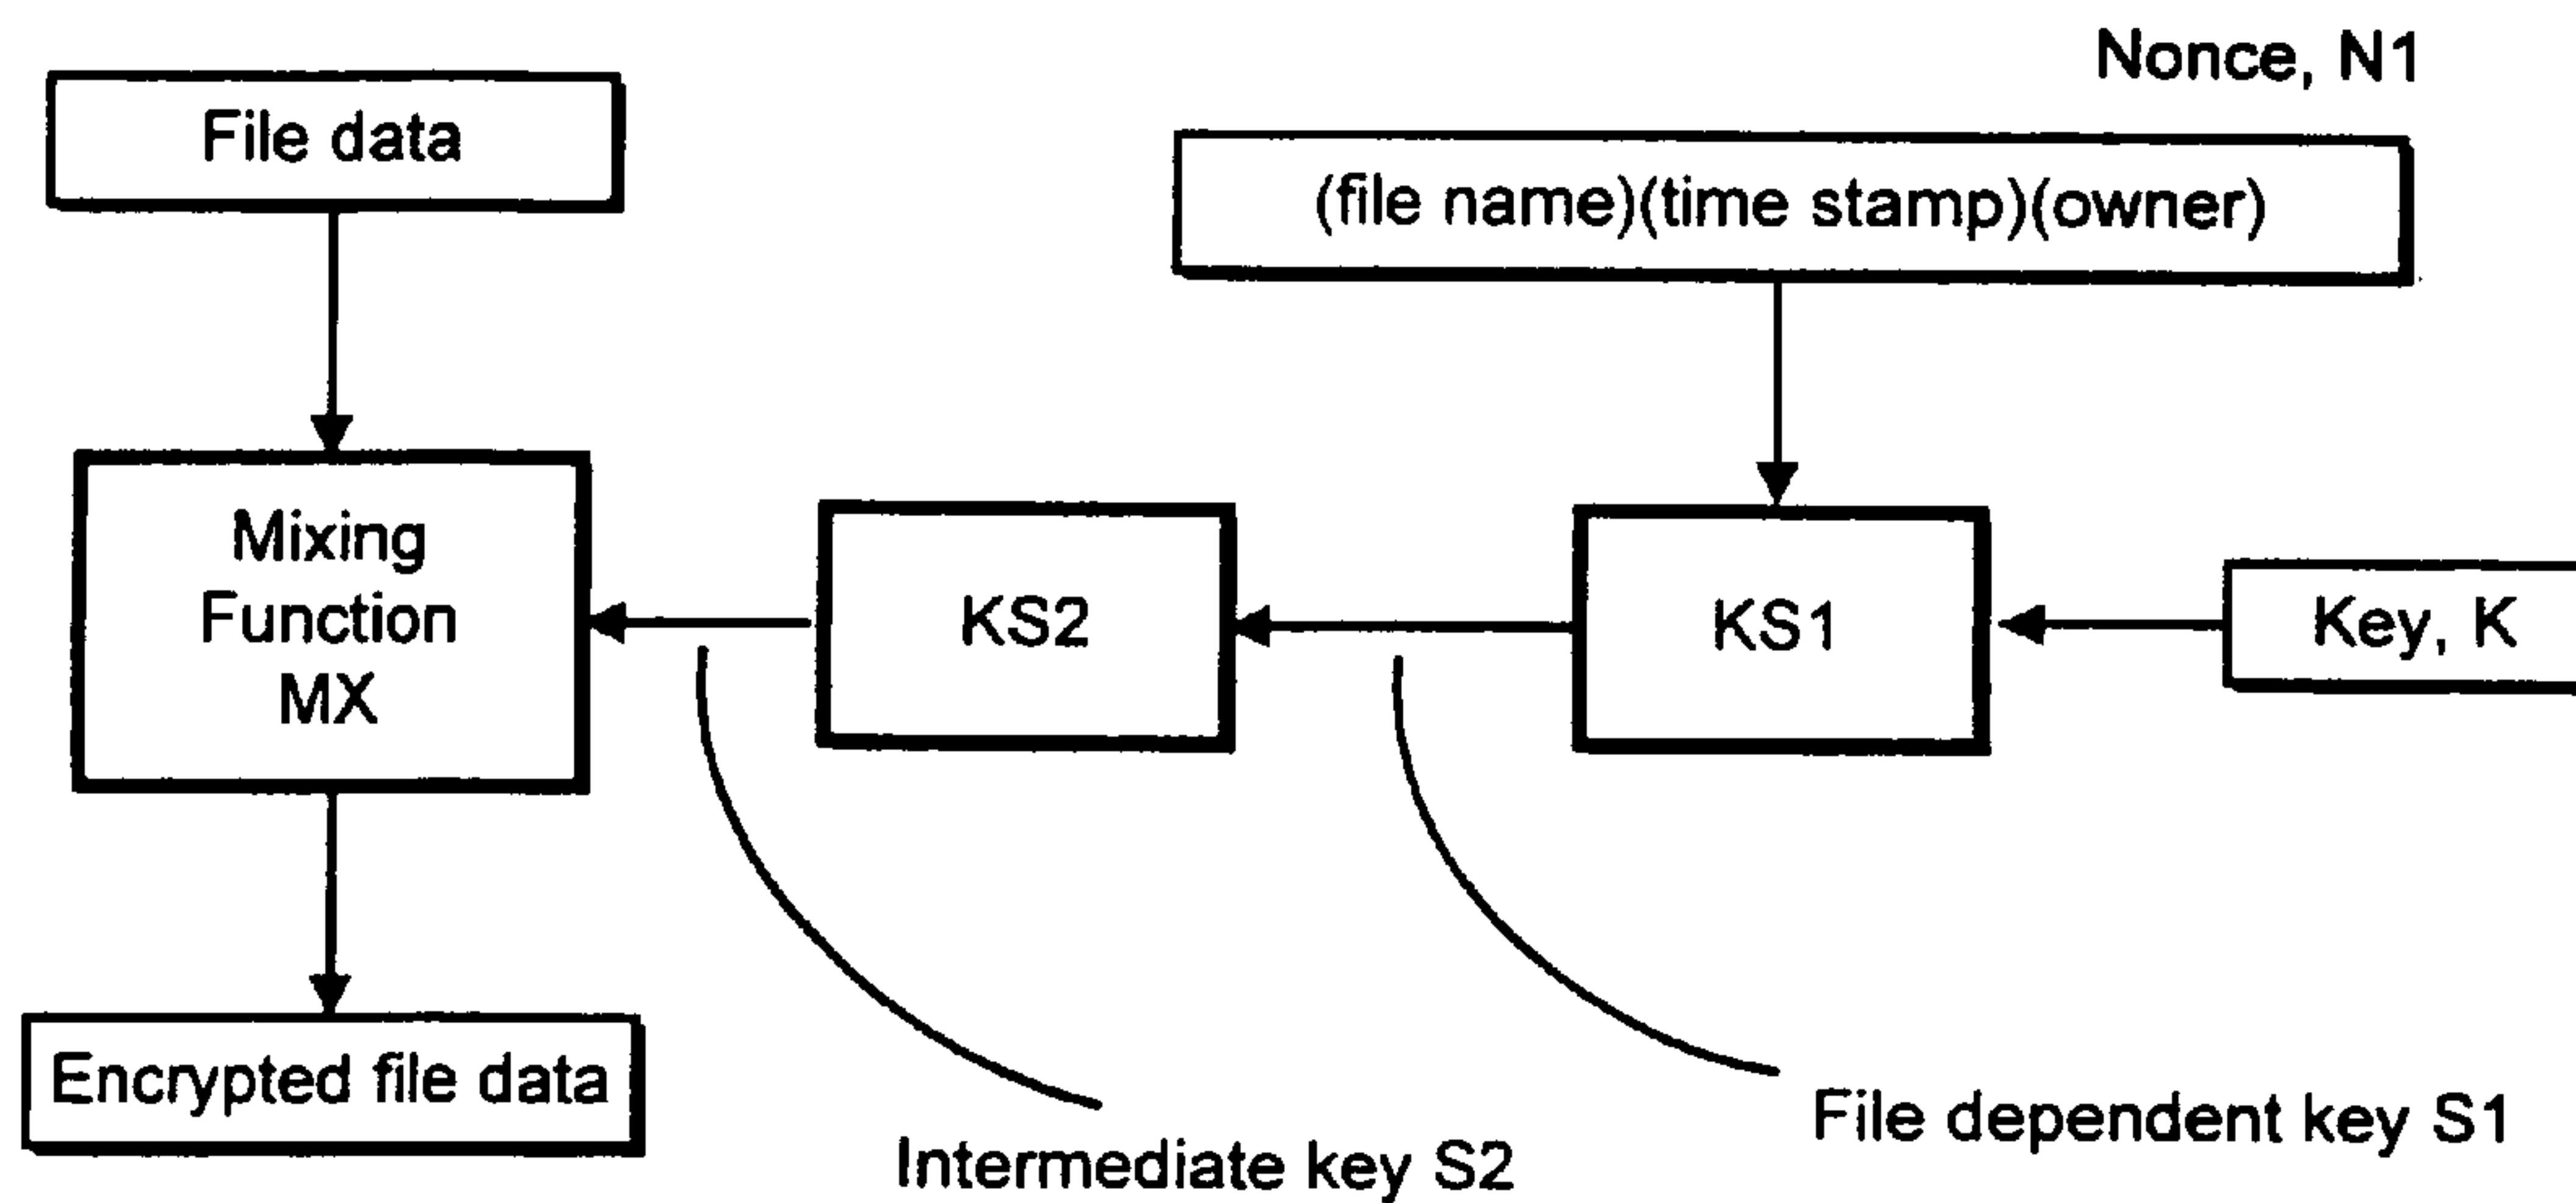 Nonce, N1
File data
(file name)(time stamp)(owner)
Mixing
Function
MX
KS2
KS1
Key, K
Encrypted file data
Intermediate key S2
File dependent key S1